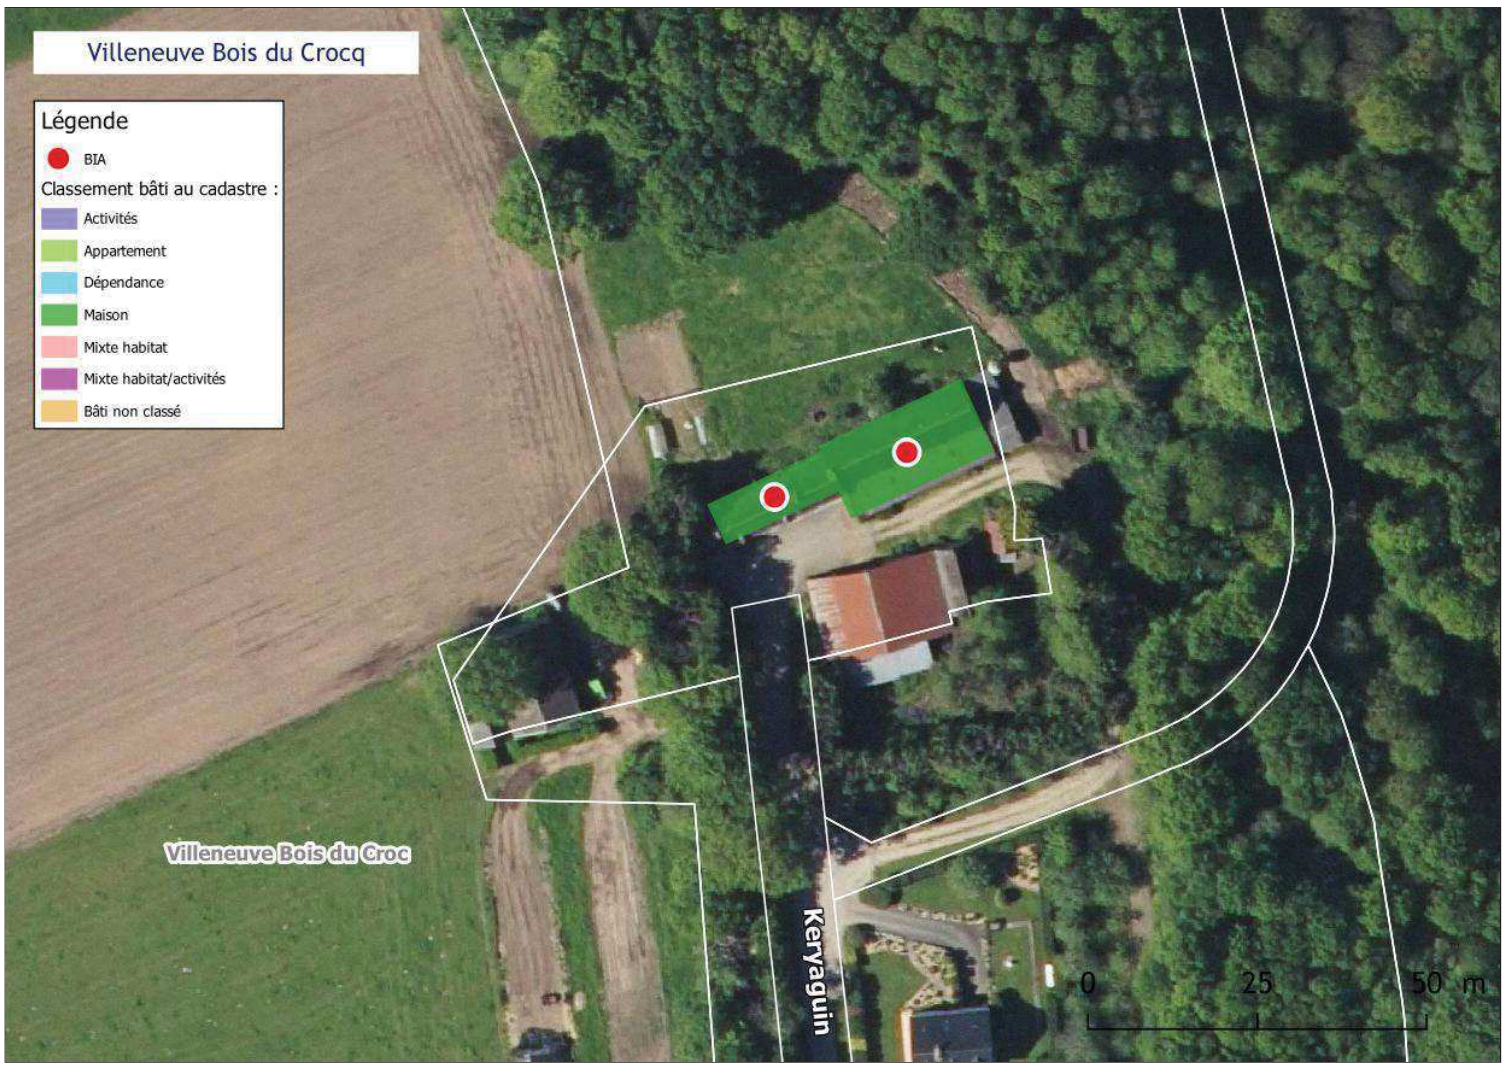 Villeneuve Bois du Crocq
Légende
BIA
Classement bâti au cadastre :
Activités
Appartement
Dépendance
Maison
Mixte habitat
Mixte habitat/activités
Bâti non classé
Villeneuve Bois du Croc
Keryaguin
0 25 50 m